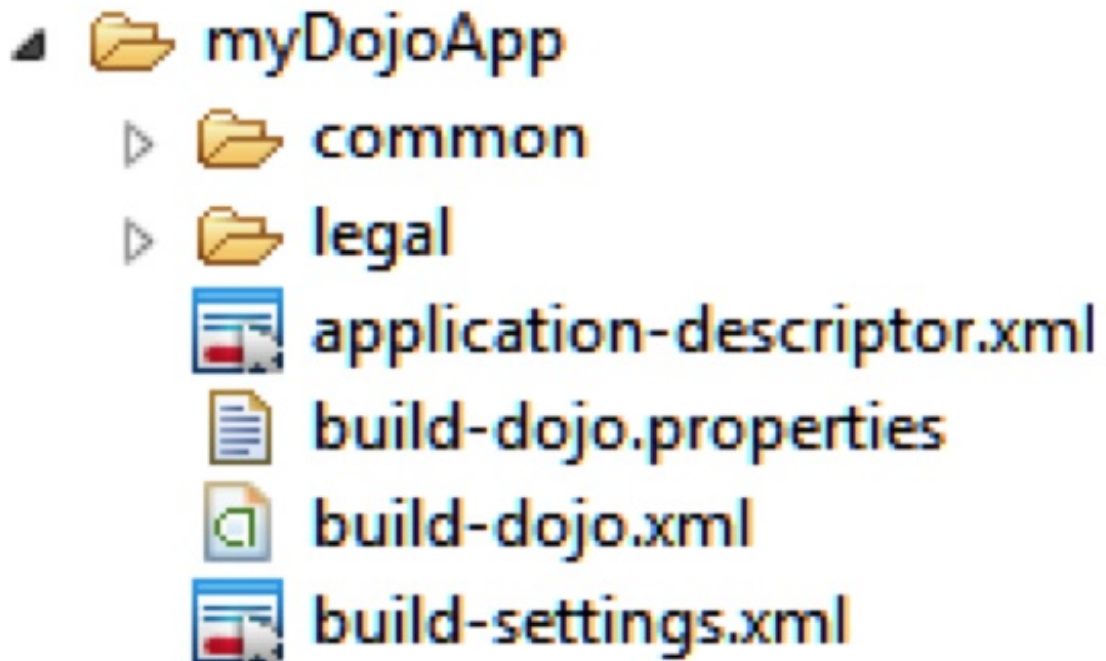 myDojoApp
common
legal
application-descriptor.xml
build-dojo.properties
build-dojo.xml
build-settings.xml